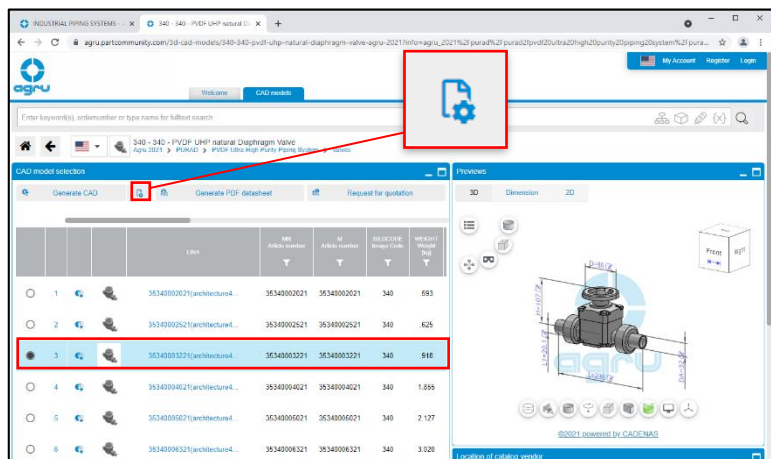 INDUSTRIAL PIPING SYSTEMS - A
340 - 340 - PVDF UHP natural Di
agru.partcommunity.com/3d-cad-models/340-340-pvdf-uhp-natural-diaphragm-valve-agru-2021?info=agru_2021%2Fpurad%2Fpurad2fpvdf20ultra20high20purity20piping20system%2Fpura...
My Account Register Login
agru
Welcome CAD models
Enter keyword(s), ordernumber or type name for fulltext search
340 - 340 - PVDF UHP natural Diaphragm Valve
Agru 2021 > PURAD > PVDF Ultra High Purity Piping System > Valves
CAD model selection
Generate CAD Generate PDF datasheet Request for quotation
LINA
MN
Article number
M
Article number
BILDCODE
Image Code
WEIGHT
Weight
[kg]
1 35340002021(architecture4... 35340002021 35340002021 340 .593
2 35340002521(architecture4... 35340002521 35340002521 340 .625
3 35340003221(architecture4... 35340003221 35340003221 340 .918
4 35340004021(architecture4... 35340004021 35340004021 340 1.855
5 35340005021(architecture4... 35340005021 35340005021 340 2.127
6 35340006321(architecture4... 35340006321 35340006321 340 3.020
Previews
3D Dimension 2D
Front Right
agru
©2021 powered by CADENAS
Location of catalog vendor